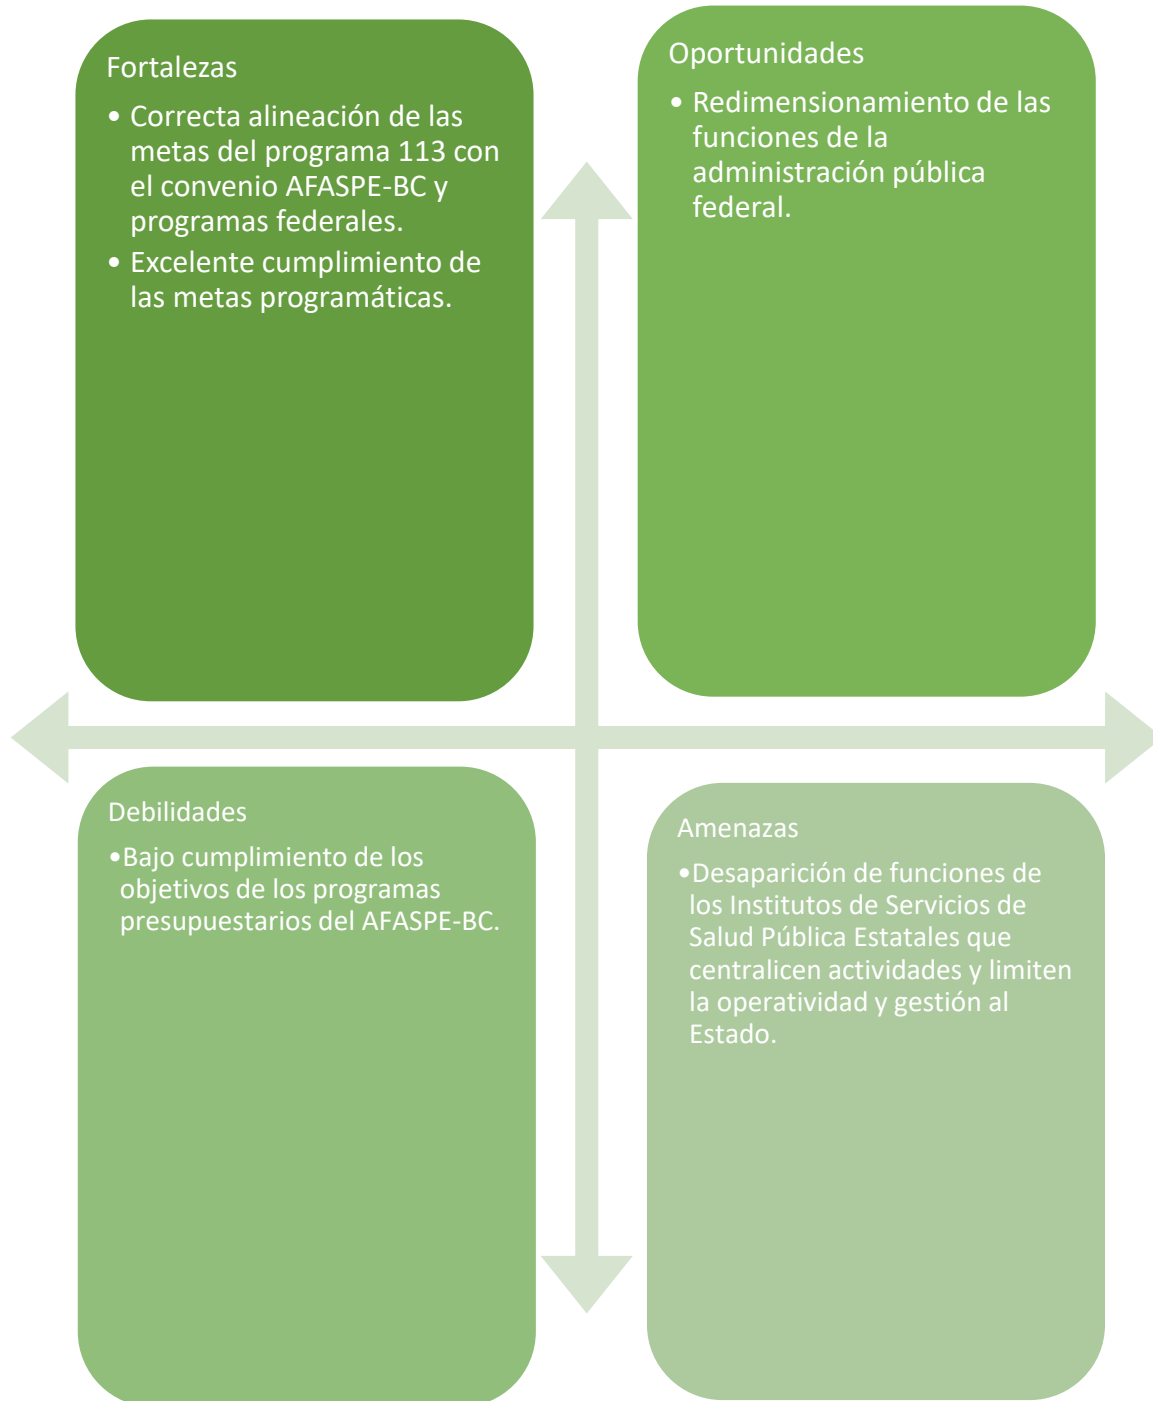 Fortalezas
• Correcta alineación de las
metas del programa 113 con
el convenio AFASPE-BC y
programas federales.
• Excelente cumplimiento de
las metas programáticas.
Oportunidades
• Redimensionamiento de las
funciones de la
administración pública
federal.
Debilidades
•Bajo cumplimiento de los
objetivos de los programas
presupuestarios del AFASPE-BC.
Amenazas
•Desaparición de funciones de
los Institutos de Servicios de
Salud Pública Estatales que
centralicen actividades y limiten
la operatividad y gestión al
Estado.